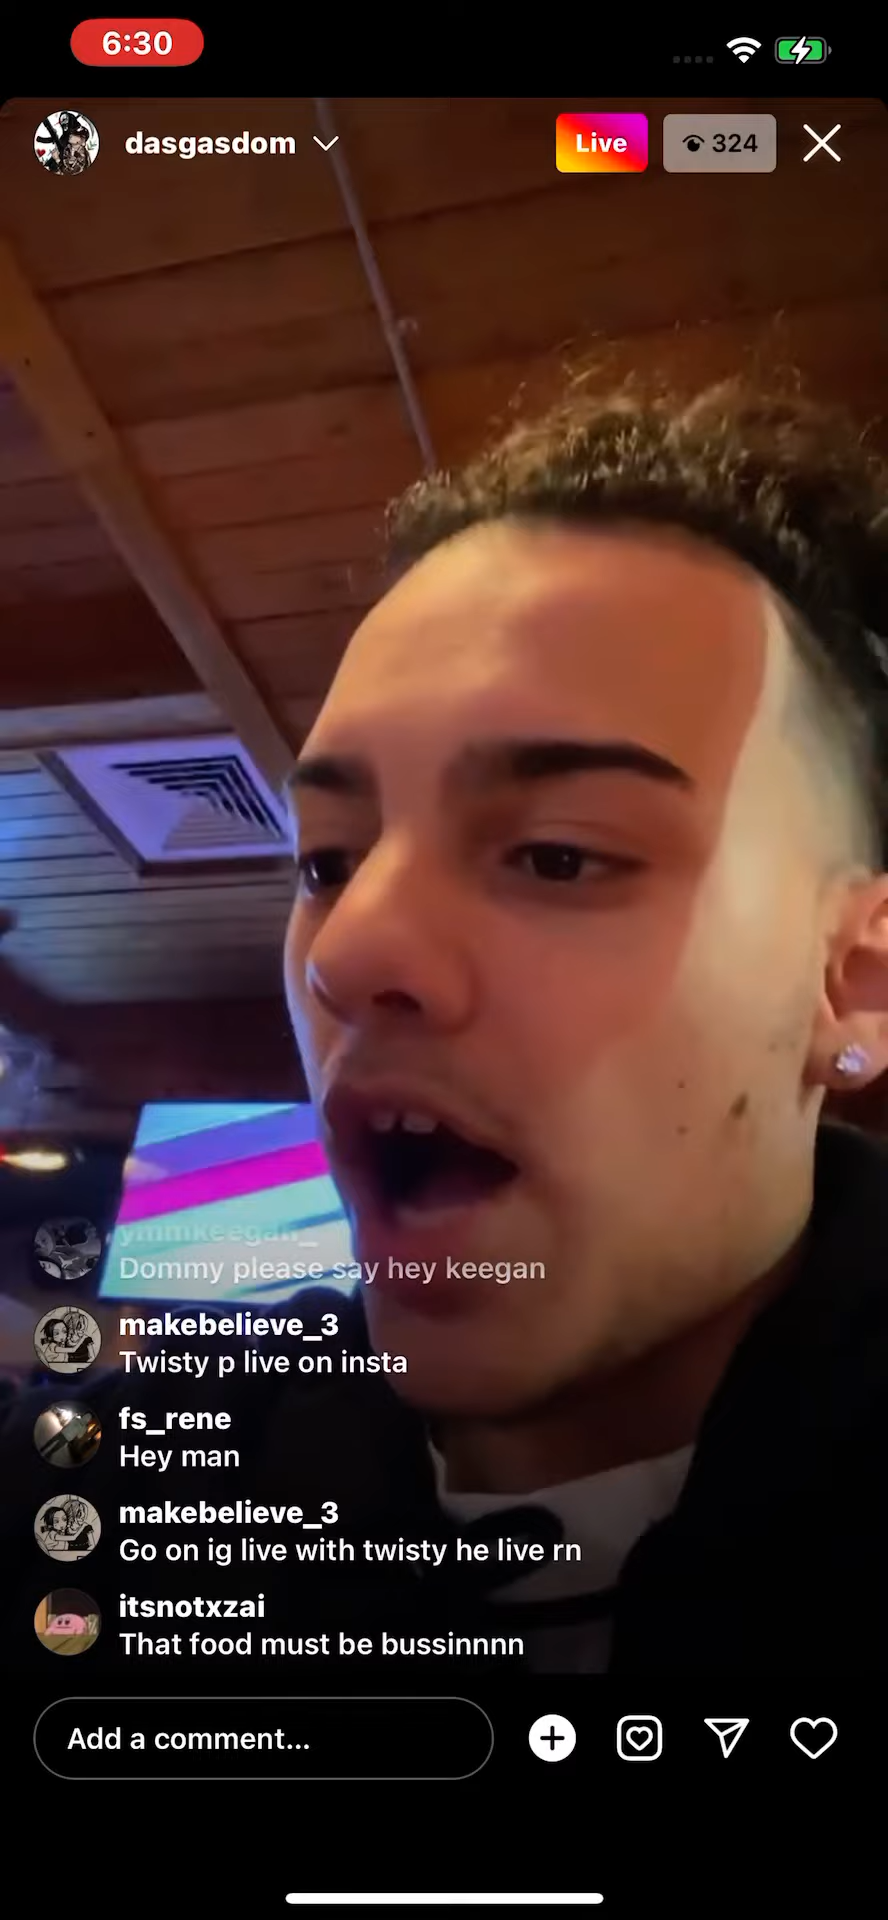 6:30
dasgasdom
Live
324
ymmkeegan_
Dommy please say hey keegan
makebelieve_3
Twisty p live on insta
fs_rene
Hey man
makebelieve_3
Go on ig live with twisty he live rn
itsnotxzai
That food must be bussinnnn
Add a comment...